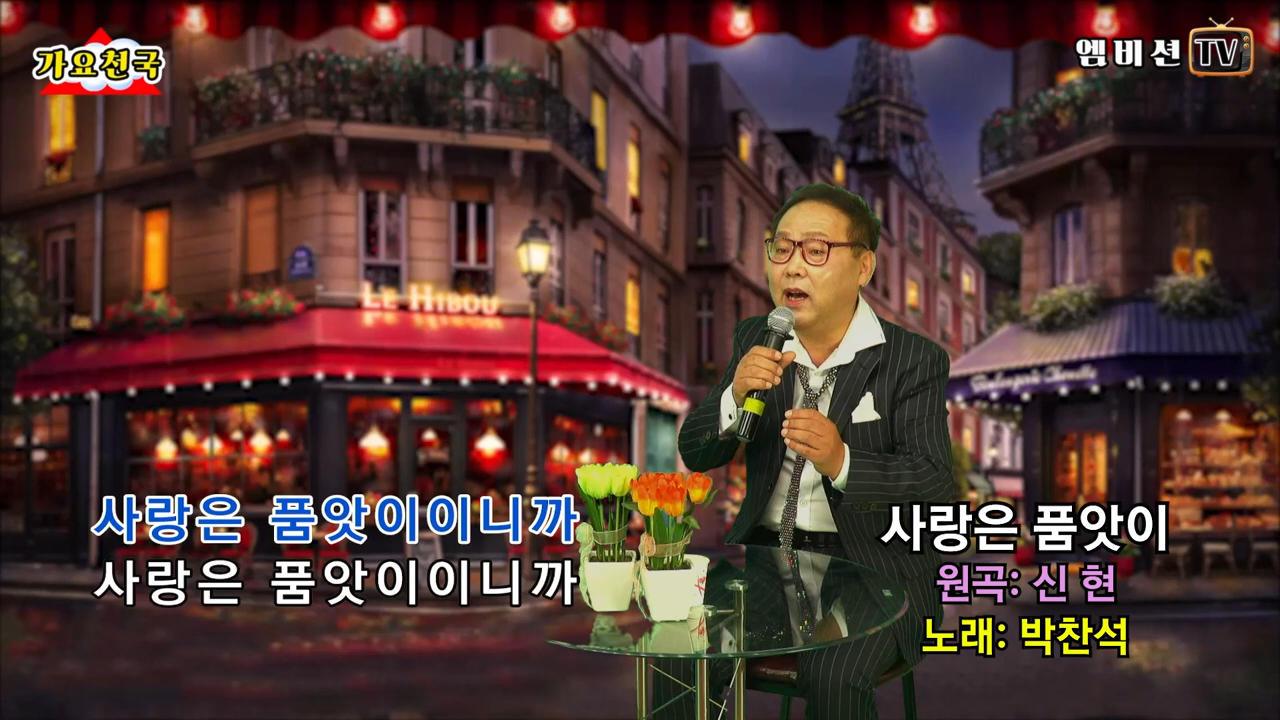 가요천국
엠비션 TV
LE HIBOU
사랑은 품앗이이니까
사랑은 품앗이이니까
사랑은 품앗이
원곡: 신 현
노래: 박찬석